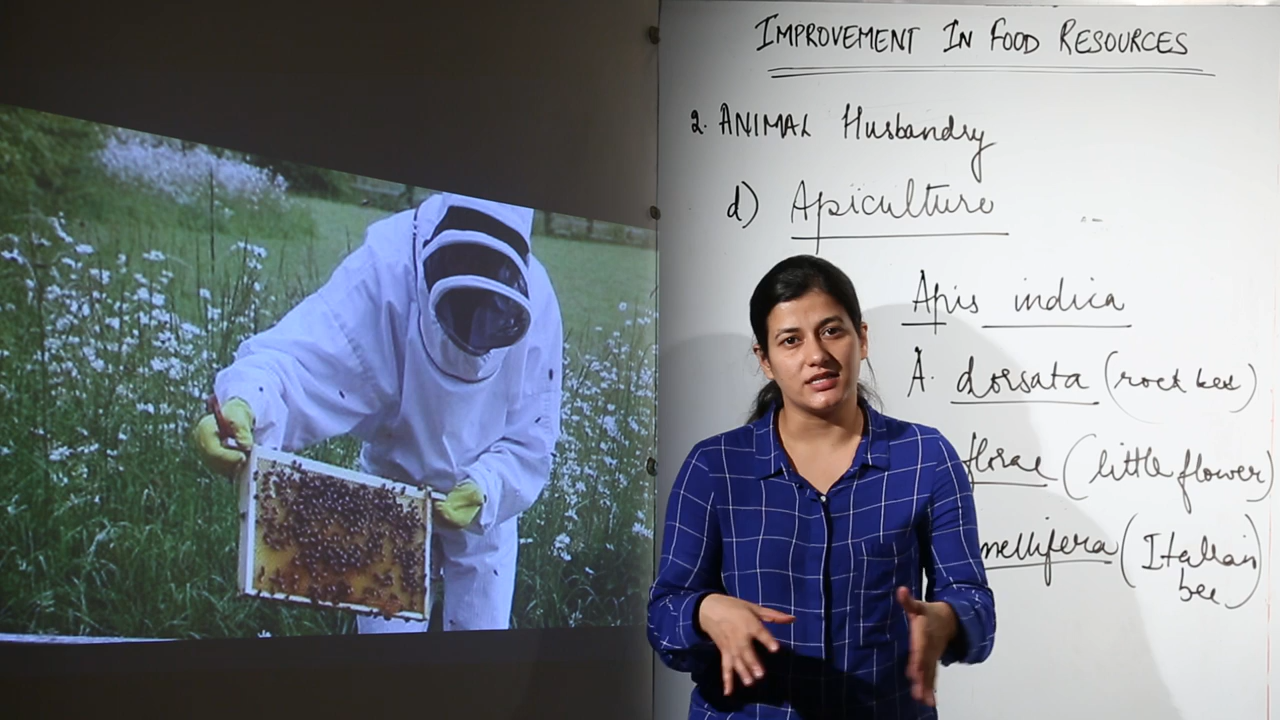 IMPROVEMENT IN FOOD RESOURCES
2. ANIMAL Husbandry
d) Apiculture
Apis indica
A. dorsata (rock bee)
florae (little flower)
mellifera (Italian
bee)